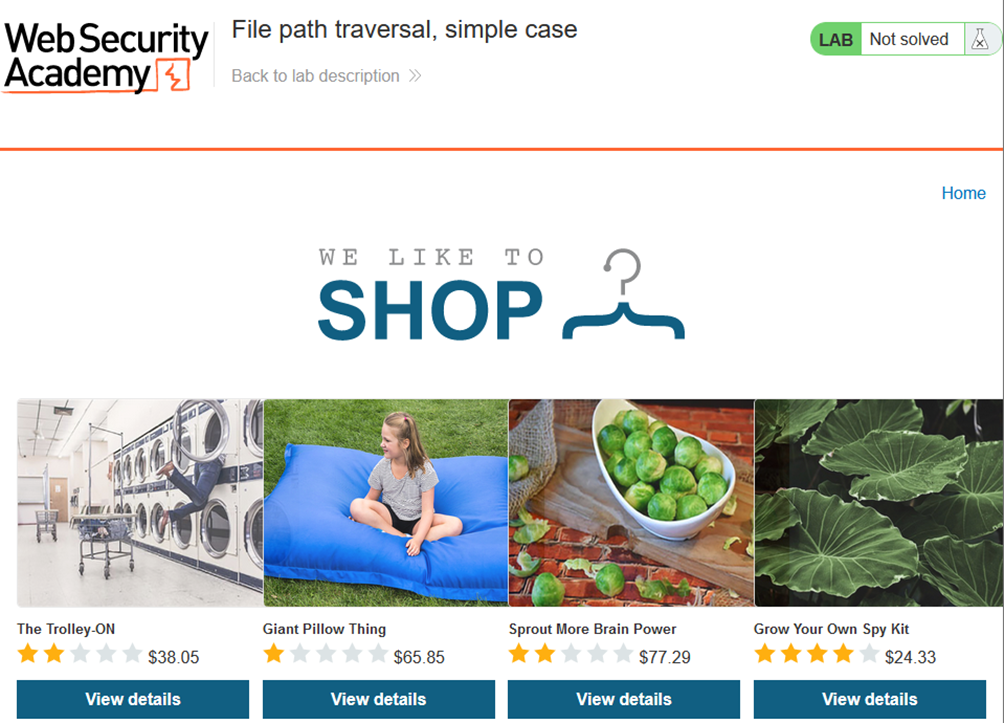 Web Security
Academy
File path traversal, simple case
Back to lab description
LAB Not solved
Home
WE LIKE TO
SHOP
The Trolley-ON
Giant Pillow Thing
Sprout More Brain Power
Grow Your Own Spy Kit
$38.05
$65.85
$77.29
$24.33
View details
View details
View details
View details